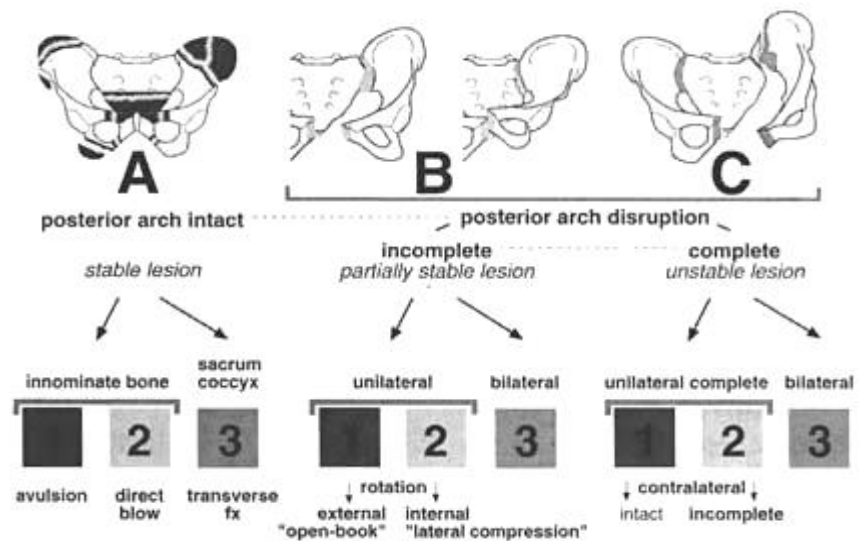 A
B
C
posterior arch intact
posterior arch disruption
incomplete
complete
stable lesion
partially stable lesion
unstable lesion
sacrum
coccyx
innominate bone
unilateral
bilateral
unilateral complete
bilateral
1 2 3
1 2 3
1 2 3
avulsion
direct
blow
transverse
fx
rotation
external
"open-book"
internal
"lateral compression"
contralateral
intact
incomplete